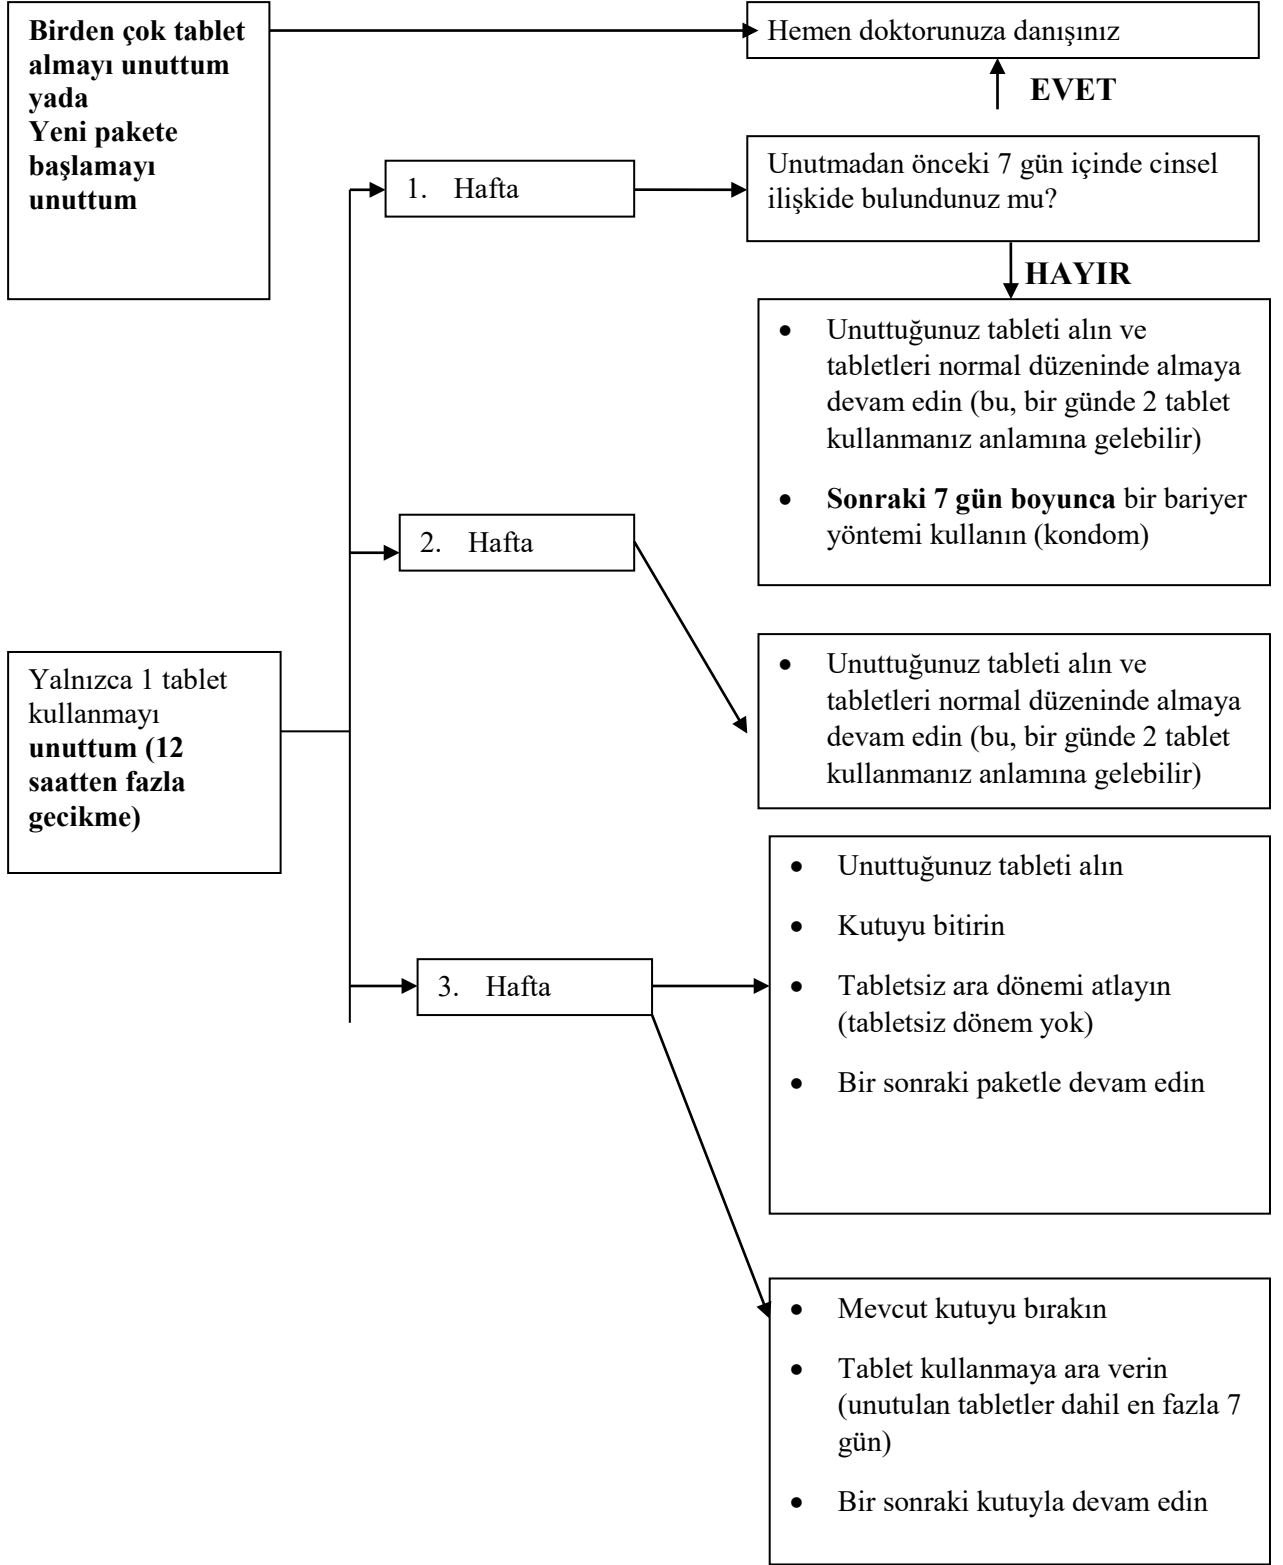 Birden çok tablet
almayı unuttum
yada
Yeni pakete
başlamayı
unuttum
Hemen doktorunuza danışınız
EVET
1. Hafta
Unutmadan önceki 7 gün içinde cinsel
ilişkide bulundunuz mu?
HAYIR
• Unuttuğunuz tableti alın ve
tabletleri normal düzeninde almaya
devam edin (bu, bir günde 2 tablet
kullanmanız anlamına gelebilir)
• Sonraki 7 gün boyunca bir bariyer
yöntemi kullanın (kondom)
2. Hafta
Yalnızca 1 tablet
kullanmayı
unuttum (12
saatten fazla
gecikme)
• Unuttuğunuz tableti alın ve
tabletleri normal düzeninde almaya
devam edin (bu, bir günde 2 tablet
kullanmanız anlamına gelebilir)
3. Hafta
• Unuttuğunuz tableti alın
• Kutuyu bitirin
• Tabletsiz ara dönemi atlayın
(tabletsiz dönem yok)
• Bir sonraki paketle devam edin
• Mevcut kutuyu bırakın
• Tablet kullanmaya ara verin
(unutulan tabletler dahil en fazla 7
gün)
• Bir sonraki kutuyla devam edin